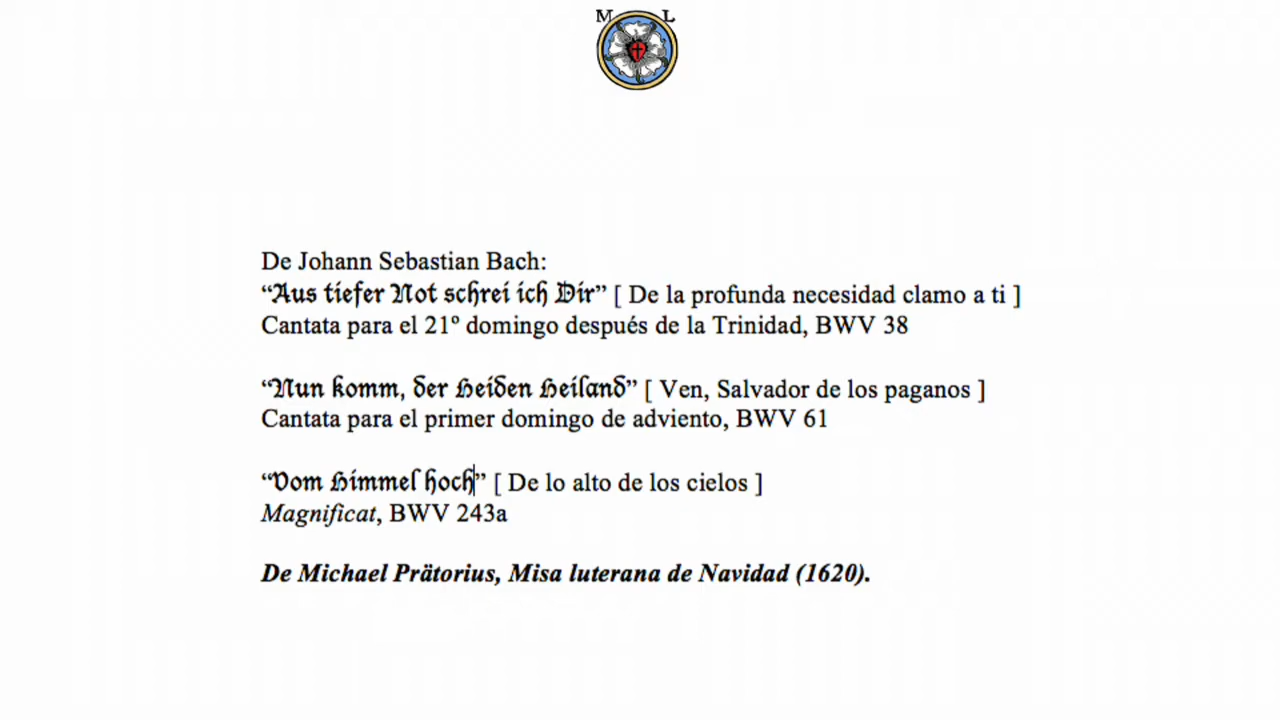 M L
De Johann Sebastian Bach:
“Aus tiefer Not schrei ich Dir” [ De la profunda necesidad clamo a ti ]
Cantata para el 21º domingo después de la Trinidad, BWV 38
“Nun komm, der Heiden Heiland” [ Ven, Salvador de los paganos ]
Cantata para el primer domingo de adviento, BWV 61
“Vom Himmel hoch” [ De lo alto de los cielos ]
Magnificat, BWV 243a
De Michael Prätorius, Misa luterana de Navidad (1620).